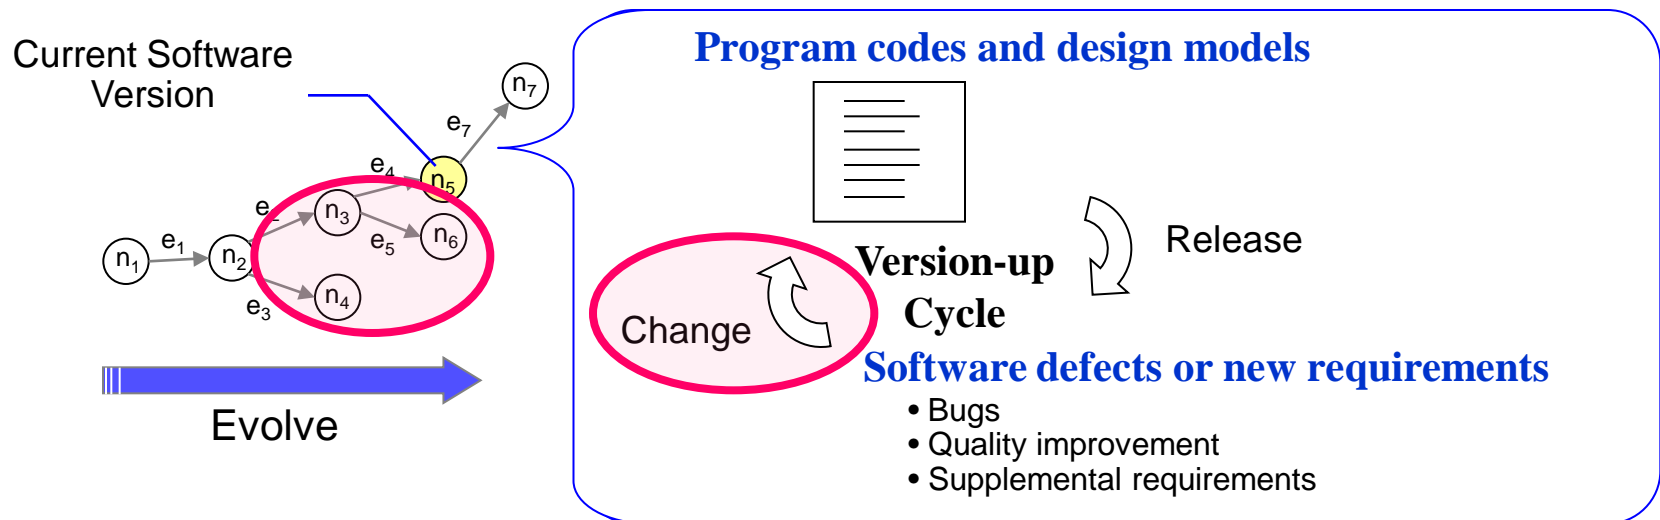 Current Software
Version
n7
e7
e4
n5
e2
n3
n6
e1
e5
n1
n2
n4
e3
Evolve
Program codes and design models
Release
Version-up
Cycle
Change
Software defects or new requirements
• Bugs
• Quality improvement
• Supplemental requirements